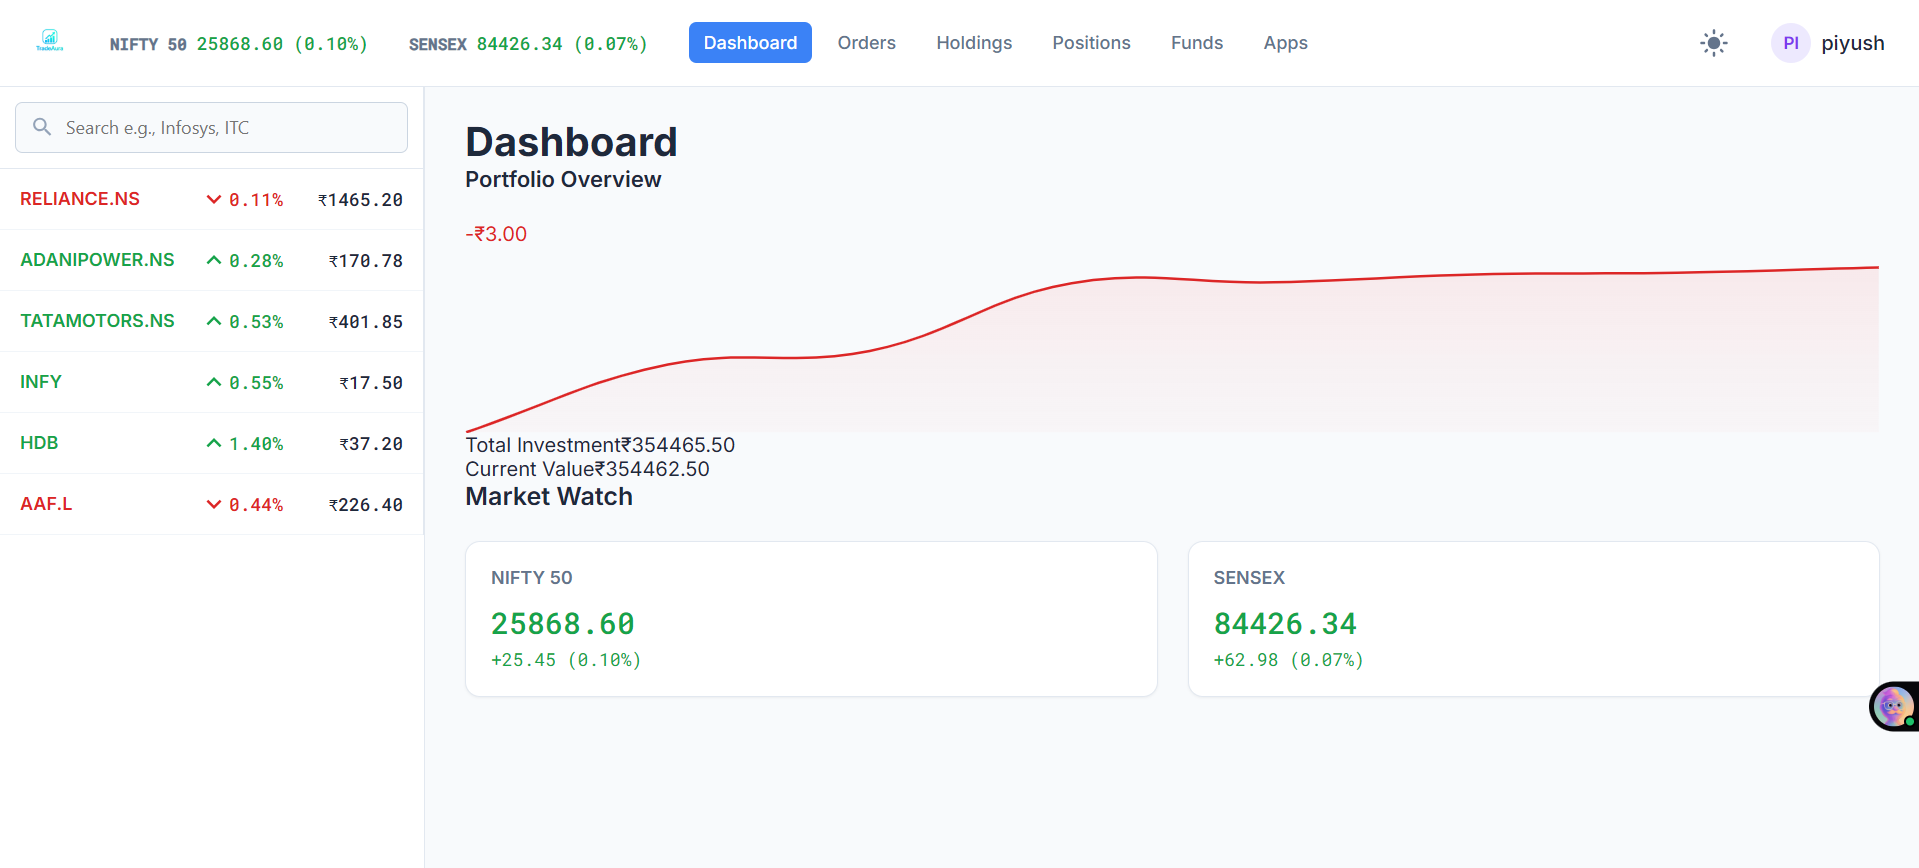 TradeAura
NIFTY 50 25868.60 (0.10%) SENSEX 84426.34 (0.07%) Dashboard Orders Holdings Positions Funds Apps PI piyush
Search e.g., Infosys, ITC
RELIANCE.NS 0.11% ₹1465.20
ADANIPOWER.NS 0.28% ₹170.78
TATAMOTORS.NS 0.53% ₹401.85
INFY 0.55% ₹17.50
HDB 1.40% ₹37.20
AAF.L 0.44% ₹226.40
Dashboard
Portfolio Overview
-₹3.00
Total Investment₹354465.50
Current Value₹354462.50
Market Watch
NIFTY 50
25868.60
+25.45 (0.10%)
SENSEX
84426.34
+62.98 (0.07%)